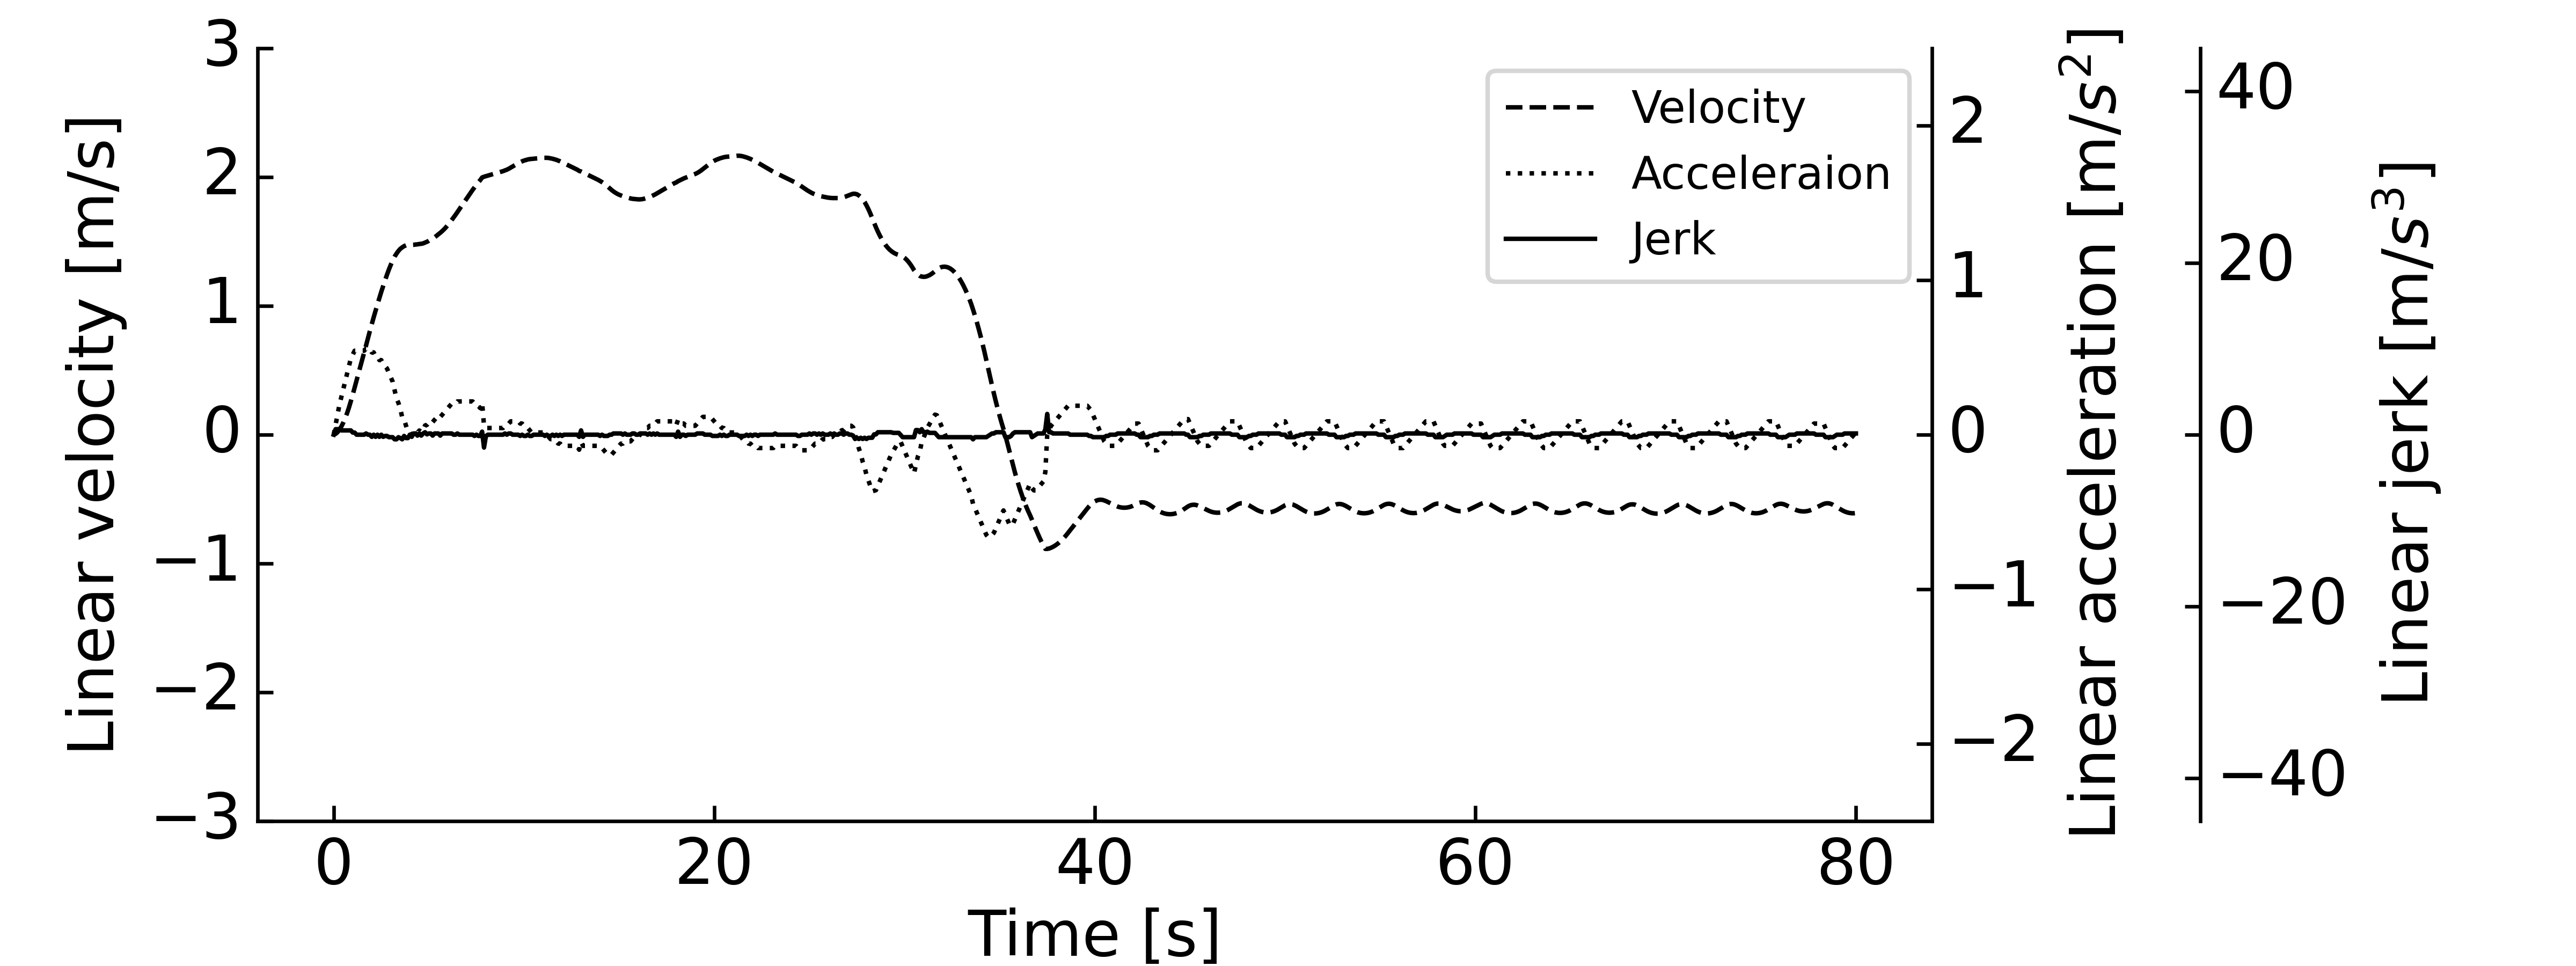 Linear velocity [m/s]
3
2
1
0
−1
−2
−3
0 20 40 60 80
Time [s]
Velocity
Acceleraion
Jerk
2
1
0
−1
−2
Linear acceleration [m/s²]
40
20
0
−20
−40
Linear jerk [m/s³]